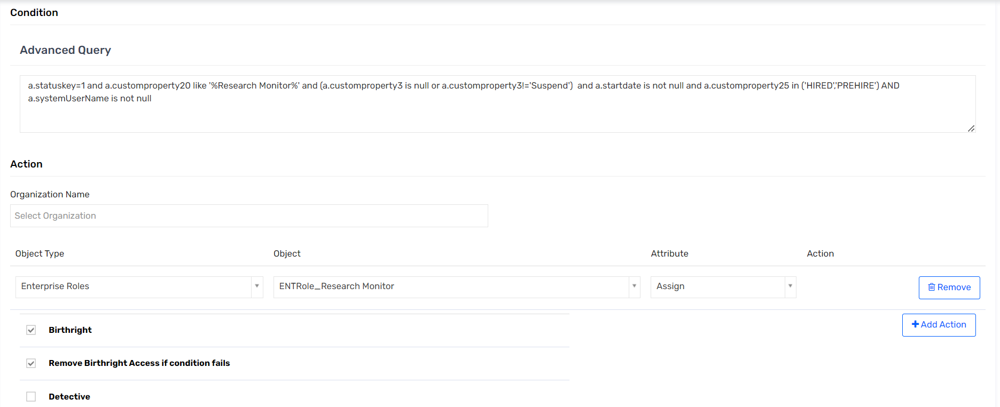 Condition
Advanced Query
a.statuskey=1 and a.customproperty20 like '%Research Monitor%' and (a.customproperty3 is null or a.customproperty3!='Suspend')  and a.startdate is not null and a.customproperty25 in ('HIRED','PREHIRE') AND
a.systemUserName is not null
Action
Organization Name
Select Organization
Object Type Object Attribute Action
Enterprise Roles ENTRole_Research Monitor Assign Remove
Birthright Add Action
Remove Birthright Access if condition fails
Detective